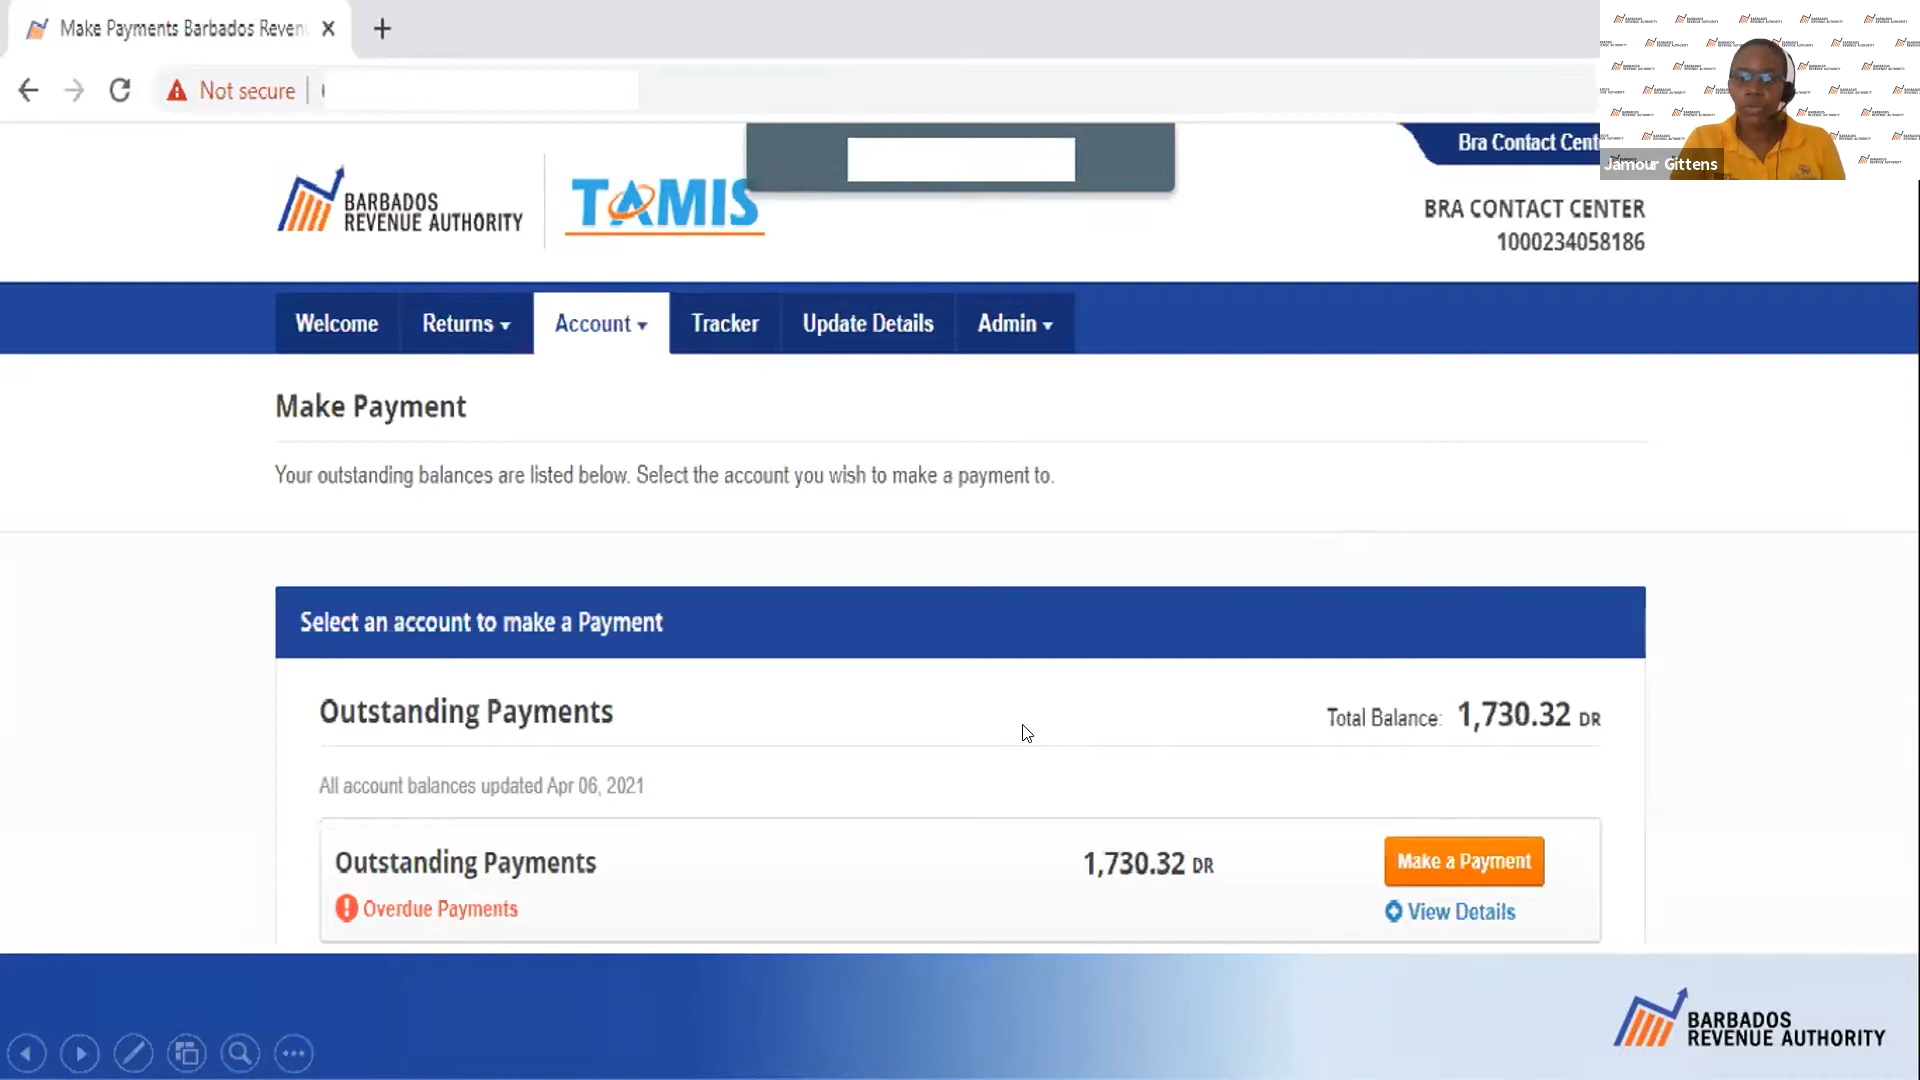 Make Payments Barbados Reven
Not secure
Bra Contact Cent
Jamour Gittens
BARBADOS
REVENUE AUTHORITY
TAMIS
BRA CONTACT CENTER
1000234058186
Welcome
Returns
Account
Tracker
Update Details
Admin
Make Payment
Your outstanding balances are listed below. Select the account you wish to make a payment to.
Select an account to make a Payment
Outstanding Payments
Total Balance: 1,730.32 DR
All account balances updated Apr 06, 2021
Outstanding Payments
1,730.32 DR
Make a Payment
Overdue Payments
View Details
BARBADOS
REVENUE AUTHORITY